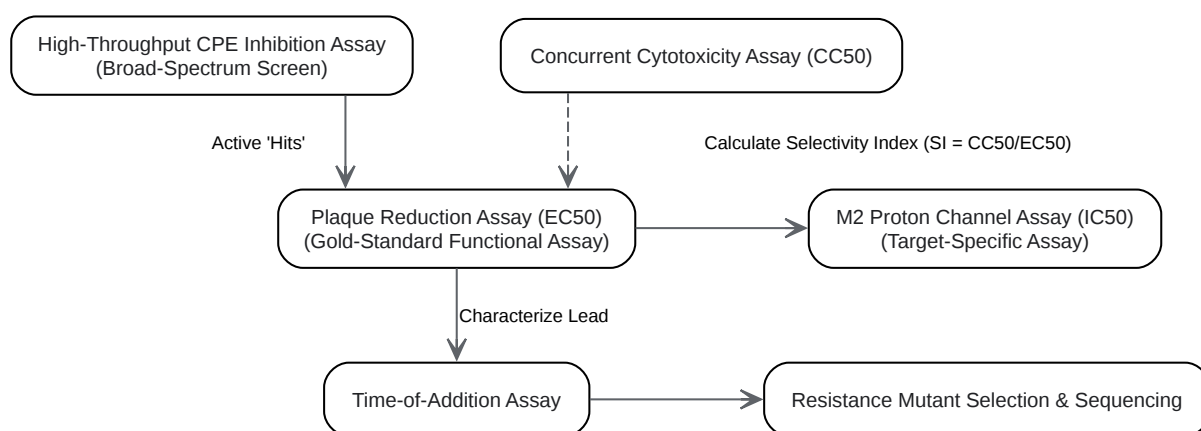 High-Throughput CPE Inhibition Assay
(Broad-Spectrum Screen)
Concurrent Cytotoxicity Assay (CC50)
Active 'Hits'
Calculate Selectivity Index (SI = CC50/EC50)
Plaque Reduction Assay (EC50)
(Gold-Standard Functional Assay)
M2 Proton Channel Assay (IC50)
(Target-Specific Assay)
Characterize Lead
Time-of-Addition Assay
Resistance Mutant Selection & Sequencing